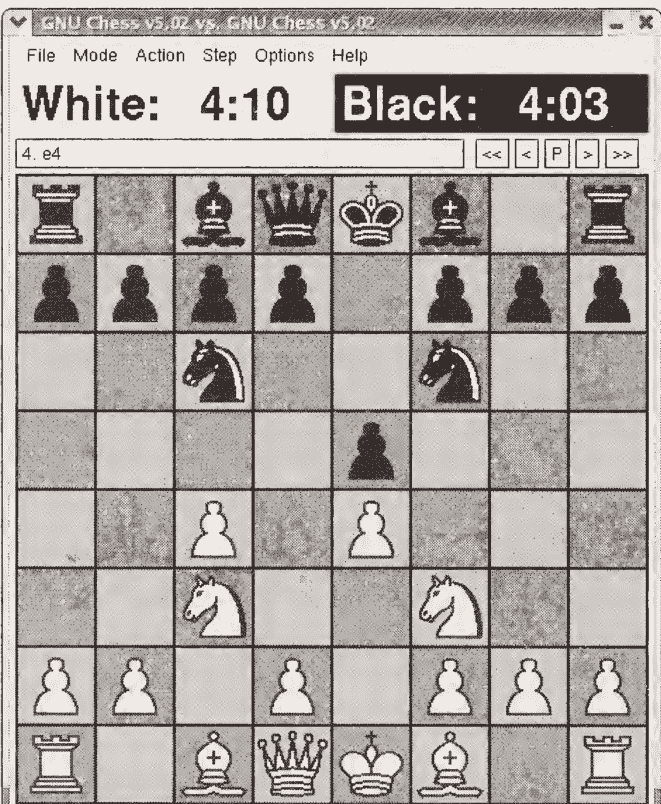 GNU Chess v5.02 vs. GNU Chess v5.02
File Mode Action Step Options Help
White: 4:10 Black: 4:03
4. e4 << < P > >>